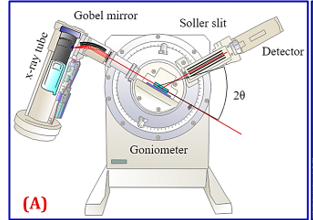 Gobel mirror
Soller slit
x-ray tube
Detector
2θ
Goniometer
(A)